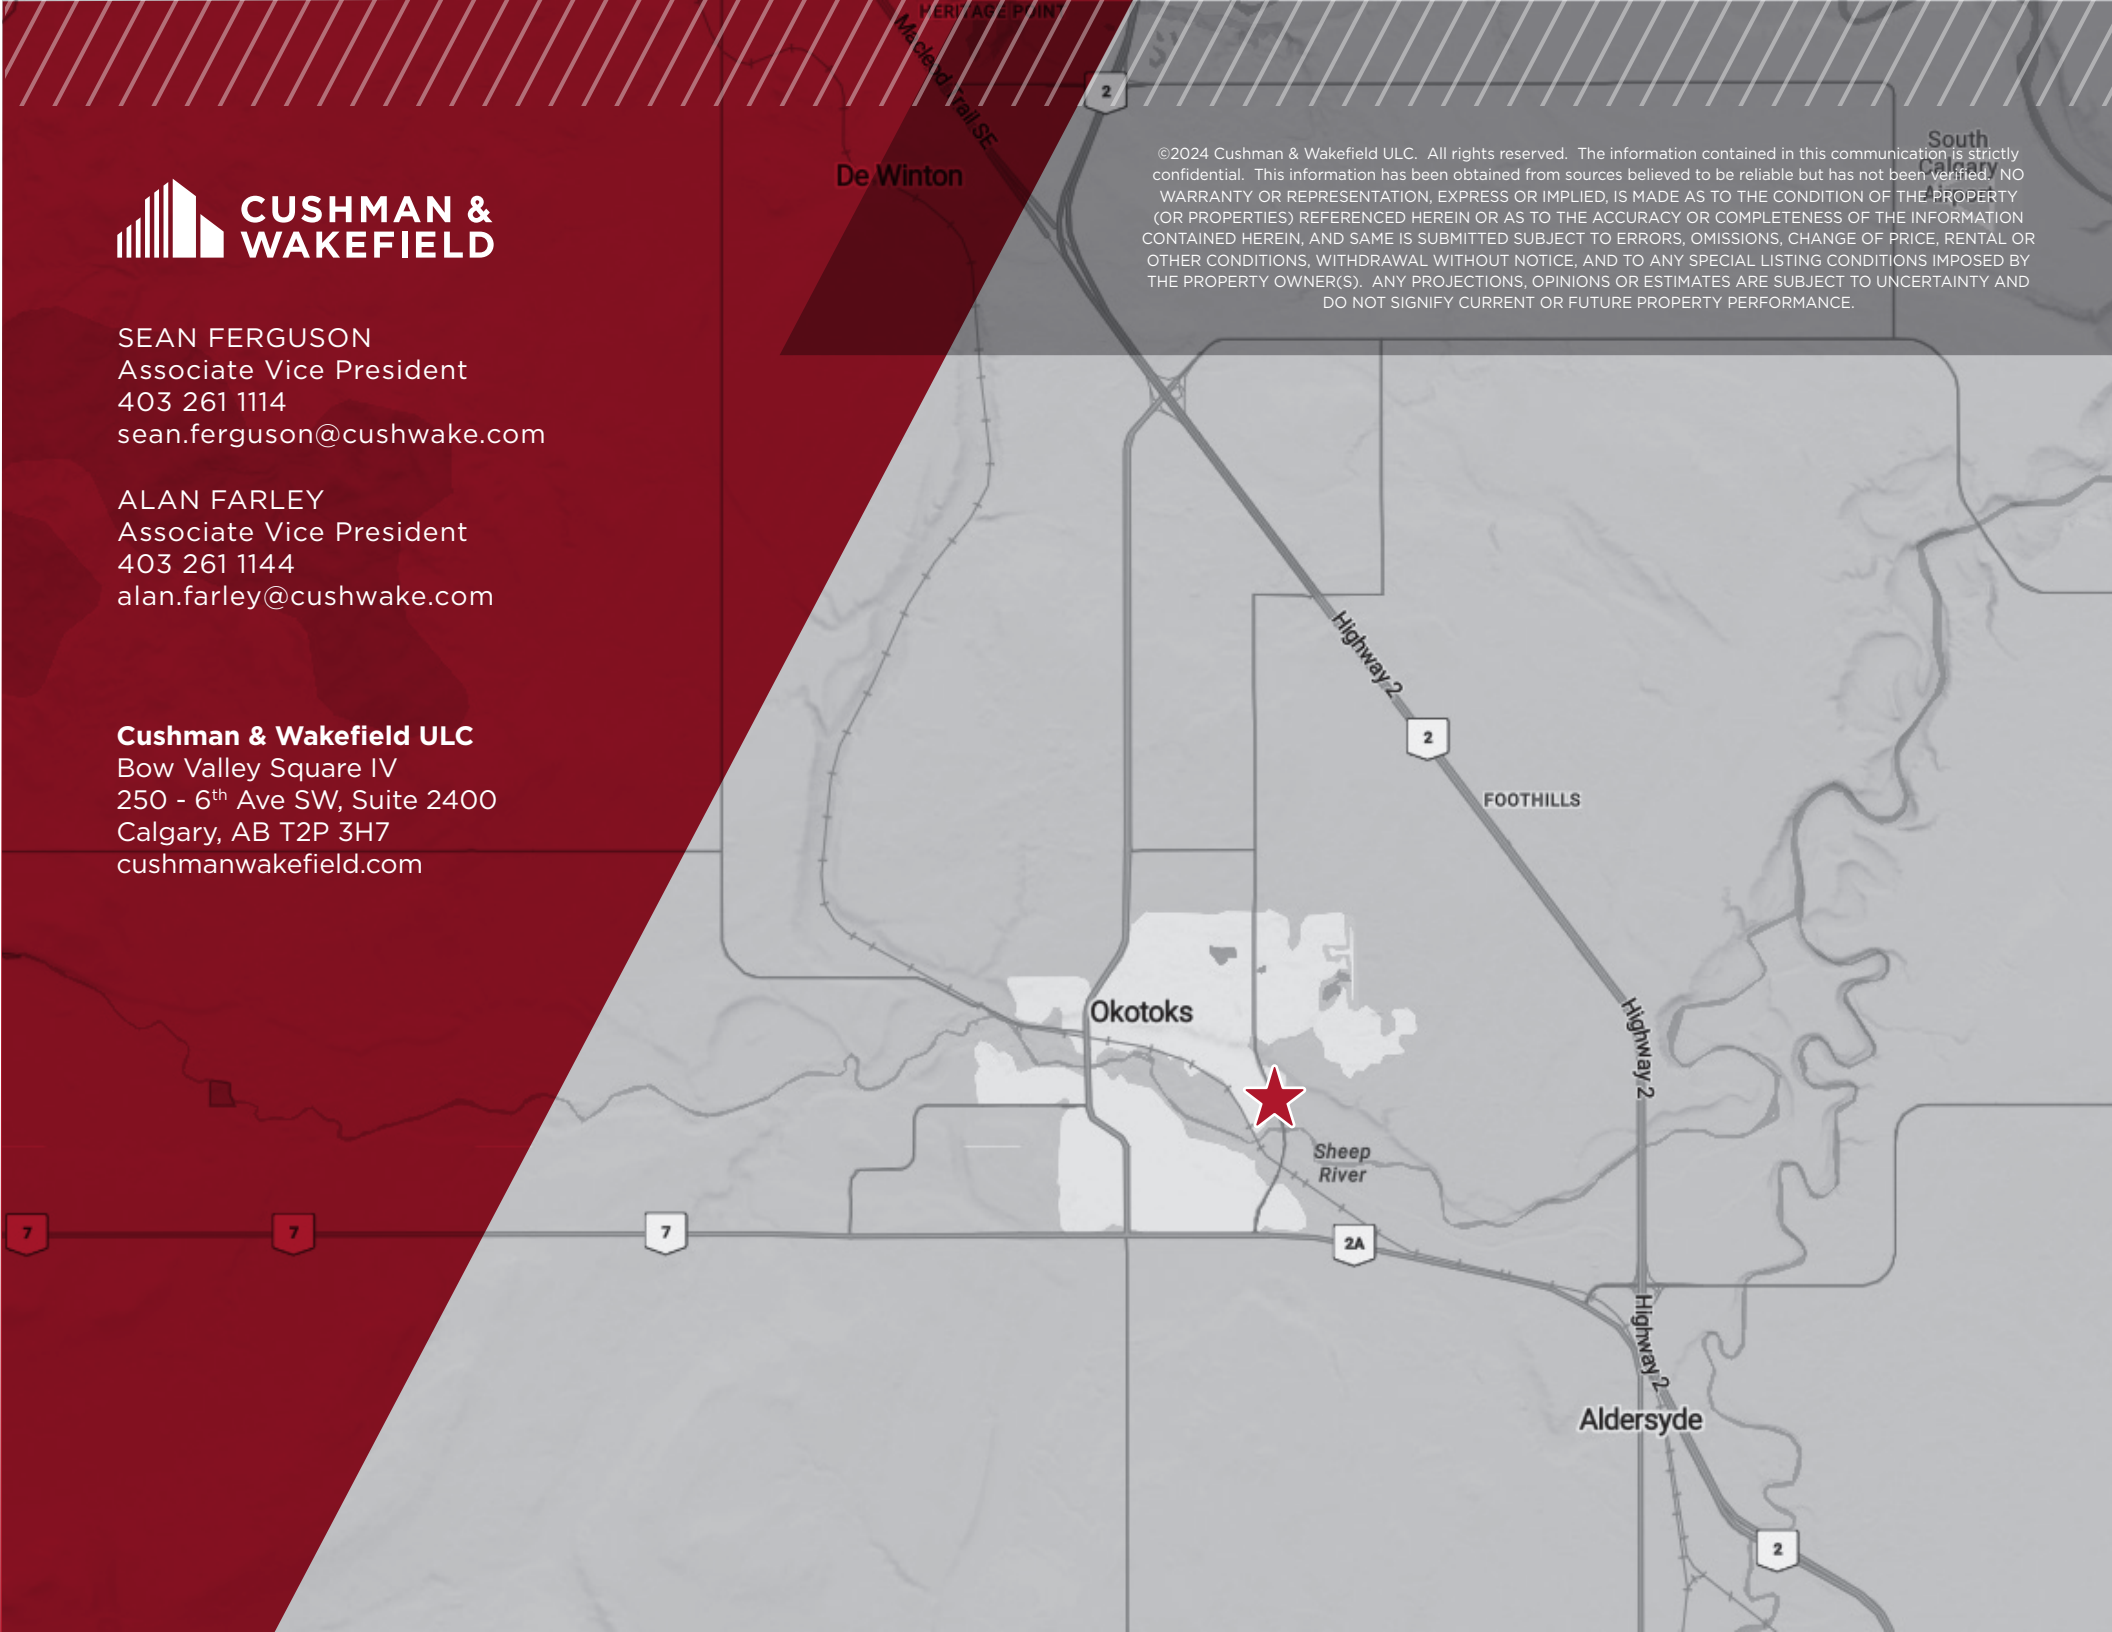 CUSHMAN &
WAKEFIELD
SEAN FERGUSON
Associate Vice President
403 261 1114
sean.ferguson@cushwake.com
ALAN FARLEY
Associate Vice President
403 261 1144
alan.farley@cushwake.com
Cushman & Wakefield ULC
Bow Valley Square IV
250 - 6th Ave SW, Suite 2400
Calgary, AB T2P 3H7
cushmanwakefield.com
©2024 Cushman & Wakefield ULC. All rights reserved. The information contained in this communication is strictly
confidential. This information has been obtained from sources believed to be reliable but has not been verified. NO
WARRANTY OR REPRESENTATION, EXPRESS OR IMPLIED, IS MADE AS TO THE CONDITION OF THE PROPERTY
(OR PROPERTIES) REFERENCED HEREIN OR AS TO THE ACCURACY OR COMPLETENESS OF THE INFORMATION
CONTAINED HEREIN, AND SAME IS SUBMITTED SUBJECT TO ERRORS, OMISSIONS, CHANGE OF PRICE, RENTAL OR
OTHER CONDITIONS, WITHDRAWAL WITHOUT NOTICE, AND TO ANY SPECIAL LISTING CONDITIONS IMPOSED BY
THE PROPERTY OWNER(S). ANY PROJECTIONS, OPINIONS OR ESTIMATES ARE SUBJECT TO UNCERTAINTY AND
DO NOT SIGNIFY CURRENT OR FUTURE PROPERTY PERFORMANCE.
HERITAGE POINT
Macleod Trail SE
2
De Winton
South
Calgary
Airport
Highway 2
2
FOOTHILLS
Okotoks
Highway 2
Sheep
River
7
7
7
2A
Highway 2
Aldersyde
2